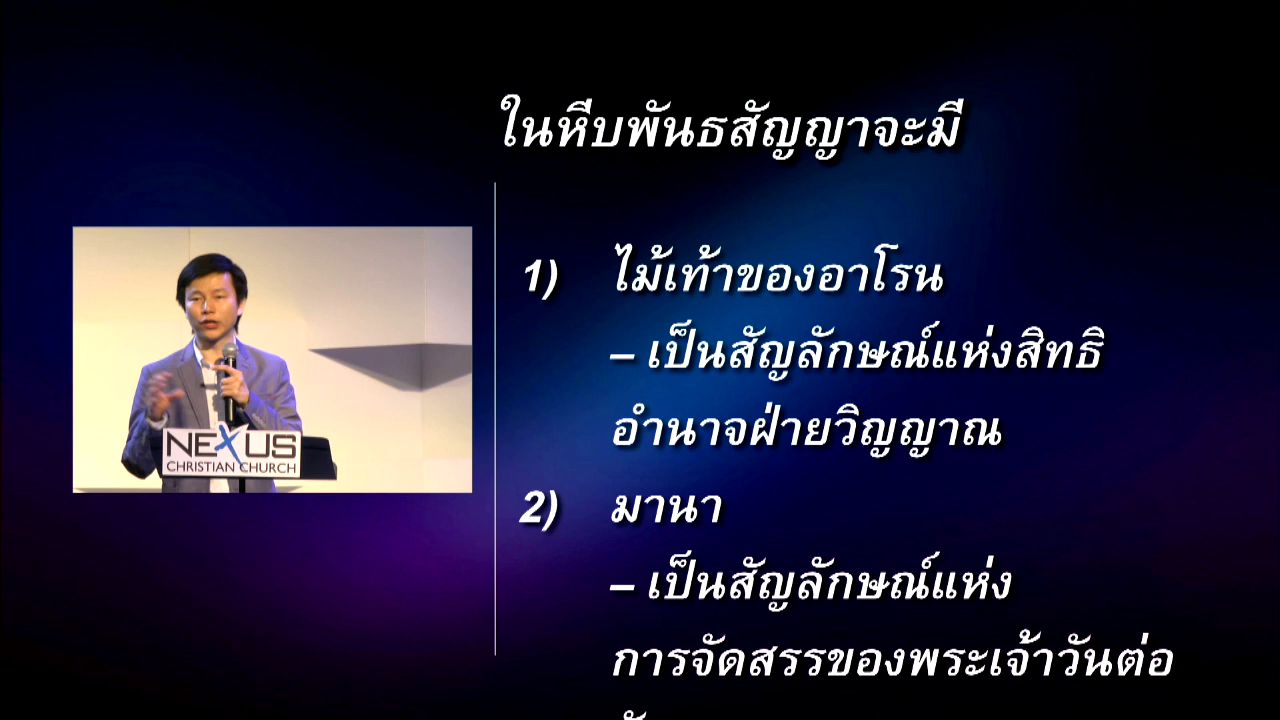 ในหีบพันธสัญญาจะมี
1) ไม้เท้าของอาโรน
– เป็นสัญลักษณ์แห่งสิทธิ
อำนาจฝ่ายวิญญาณ
2) มานา
– เป็นสัญลักษณ์แห่ง
การจัดสรรของพระเจ้าวันต่อ
NEXUS
CHRISTIAN CHURCH